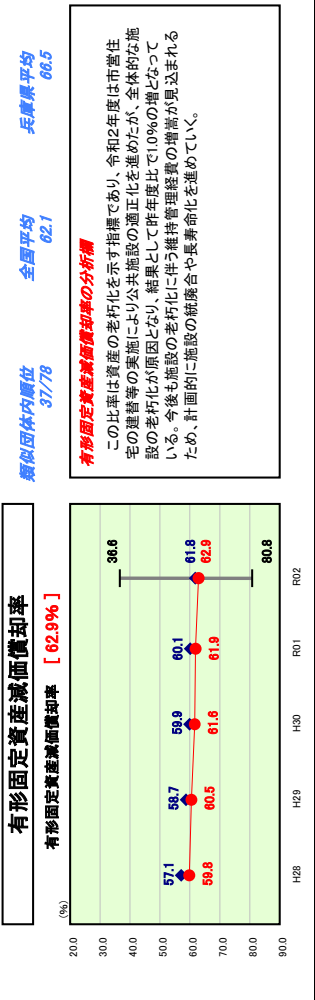 有形固定資産減価償却率
有形固定資産減価償却率 [ 62.9% ]
(%)
20.0
30.0
40.0
50.0
60.0
70.0
80.0
90.0
57.1
58.7
59.9
60.1
61.8
59.8
60.5
61.6
61.9
62.9
36.6
80.8
H28
H29
H30
R01
R02
類似団体内順位
37/78
全国平均
62.1
兵庫県平均
66.5
有形固定資産減価償却率の分析欄
この比率は資産の老朽化を示す指標であり、令和2年度は市営住
宅の建替等の実施により公共施設の適正化を進めたが、全体的な施
設の老朽化が原因となり、結果として昨年度比で1.0%の増となって
いる。今後も施設の老朽化に伴う維持管理経費の増嵩が見込まれる
ため、計画的に施設の統廃合や長寿命化を進めていく。